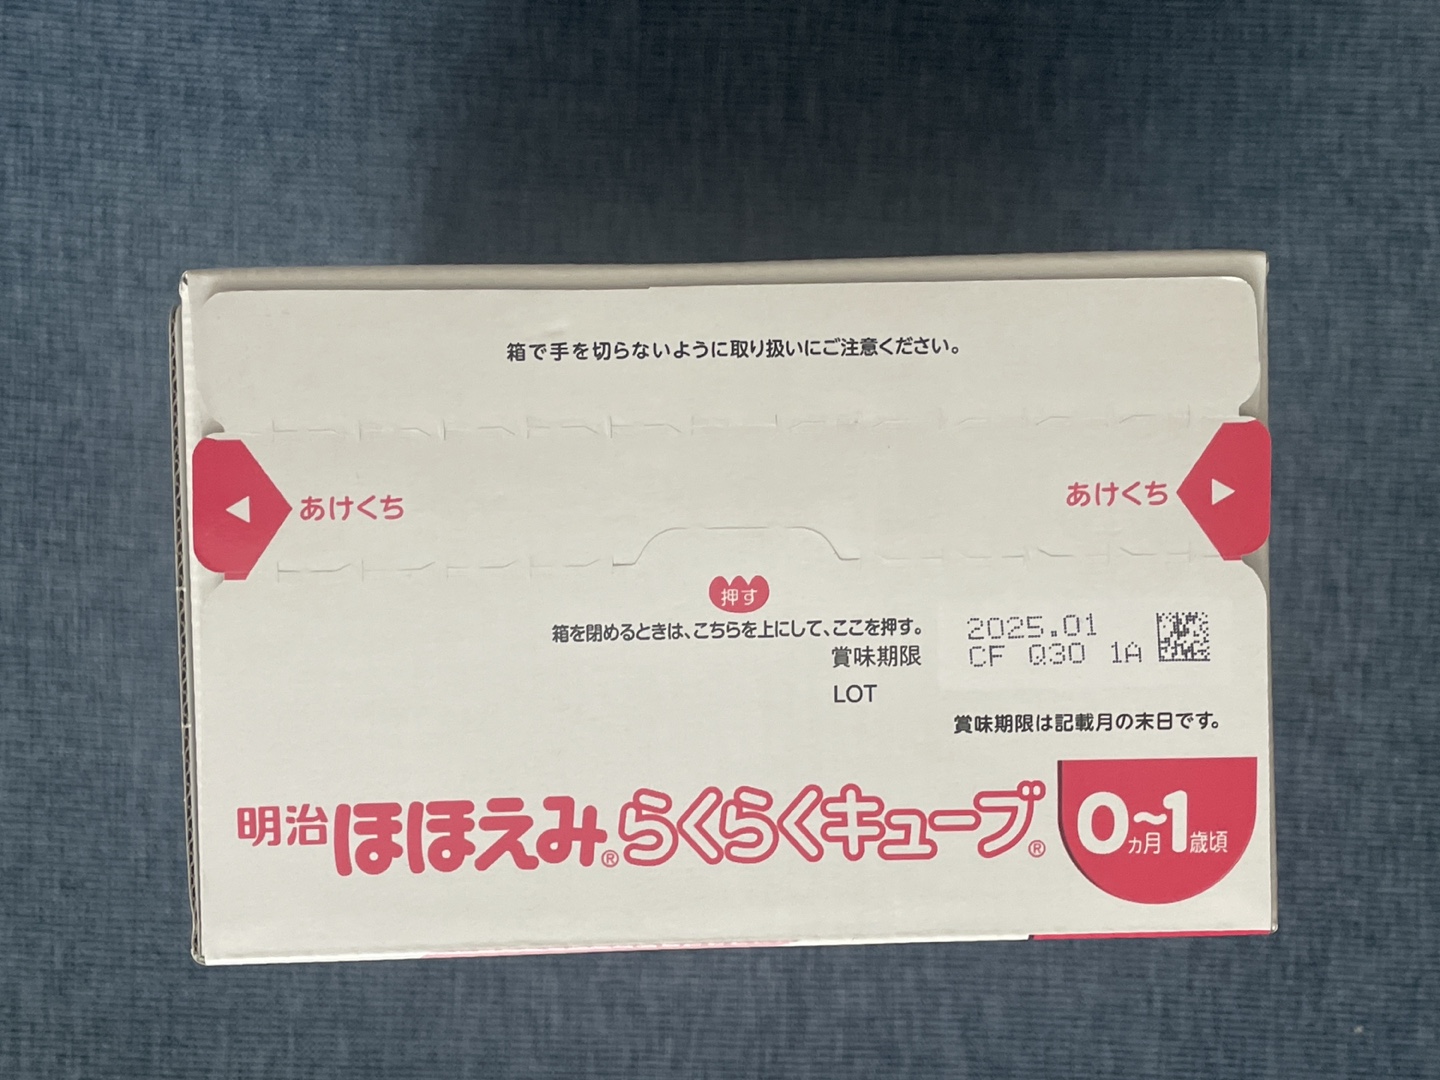 箱で手を切らないように取り扱いにご注意ください。
あけくち
あけくち
押す
箱を閉めるときは、こちらを上にして、ここを押す。
賞味期限 2025.01
LOT CF Q30 1A
賞味期限は記載月の末日です。
明治ほほえみ®らくらくキューブ®
0ヵ月~1歳頃